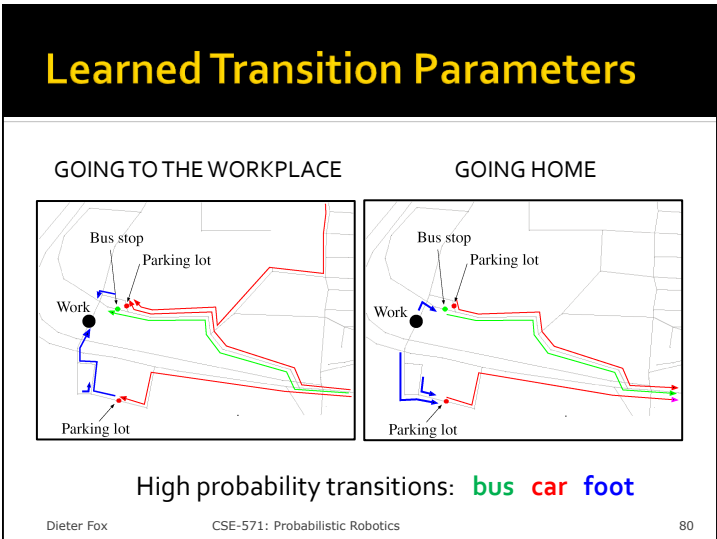 Learned Transition Parameters
GOING TO THE WORKPLACE
GOING HOME
Bus stop
Parking lot
Work
Parking lot
Bus stop
Parking lot
Work
Parking lot
High probability transitions: bus car foot
Dieter Fox
CSE-571: Probabilistic Robotics
80